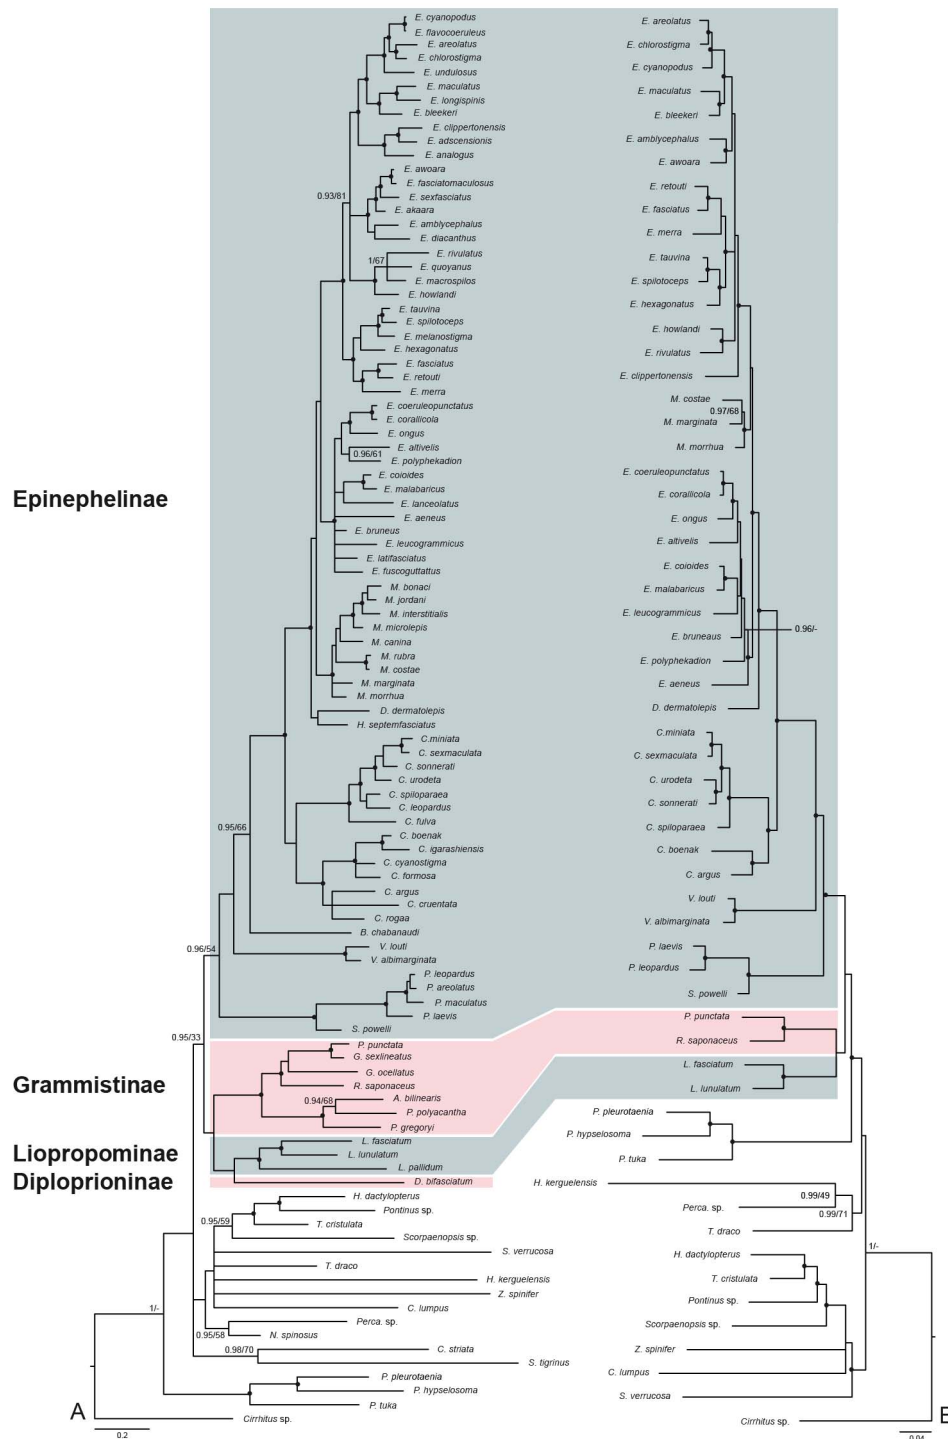 E. cyanopodus
E. flavocoeruleus
E. areolatus
E. chlorostigma
E. undulosus
E. maculatus
E. longispinis
E. bleekeri
E. clippertonensis
E. adscensionis
E. analogus
E. awoara
E. fasciatomaculosus
0.93/81
E. sexfasciatus
E. akaara
E. amblycephalus
E. diacanthus
E. rivulatus
1/67
E. quoyanus
E. macrospilos
E. howlandi
E. tauvina
E. spilotoceps
E. melanostigma
E. hexagonatus
E. fasciatus
E. retouti
E. merra
E. coeruleopunctatus
E. corallicola
E. ongus
E. altivelis
0.96/61
E. polyphekadion
E. coioides
E. malabaricus
E. lanceolatus
E. aeneus
E. bruneus
E. leucogrammicus
E. latifasciatus
E. fuscoguttattus
M. bonaci
M. jordani
M. interstitialis
M. microlepis
M. canina
M. rubra
M. costae
M. marginata
M. morrhua
D. dermatolepis
H. septemfasciatus
C.miniata
C. sexmaculata
C. sonnerati
C. urodeta
C. spiloparaea
C. leopardus
C. fulva
0.95/66
C. boenak
C. igarashiensis
C. cyanostigma
C. formosa
C. argus
C. cruentata
C. rogaa
B. chabanaudi
0.96/54
V. louti
V. albimarginata
P. leopardus
P. areolatus
P. maculatus
P. laevis
S. powelli
0.95/33
P. punctata
G. sexlineatus
G. ocellatus
R. saponaceus
A. bilinearis
0.94/68
P. polyacantha
P. gregoryi
L. fasciatum
L. lunulatum
L. pallidum
D. bifasciatum
H. dactylopterus
Pontinus sp.
0.95/59
T. cristulata
Scorpaenopsis sp.
S. verrucosa
T. draco
H. kerguelensis
Z. spinifer
1/-
C. lumpus
Perca. sp.
0.95/58
N. spinosus
0.98/70
C. striata
S. tigrinus
P. pleurotaenia
P. hypselosoma
P. tuka
A
Cirrhitus sp.
0.2
Epinephelinae
Grammistinae
Liopropominae
Diploprioninae
E. areolatus
E. chlorostigma
E. cyanopodus
E. maculatus
E. bleekeri
E. amblycephalus
E. awoara
E. retouti
E. fasciatus
E. merra
E. tauvina
E. spilotoceps
E. hexagonatus
E. howlandi
E. rivulatus
E. clippertonensis
M. costae
0.97/68
M. marginata
M. morrhua
E. coeruleopunctatus
E. corallicola
E. ongus
E. altivelis
E. coioides
E. malabaricus
E. leucogrammicus
0.96/-
E. bruneaus
E. polyphekadion
E. aeneus
D. dermatolepis
C.miniata
C. sexmaculata
C. urodeta
C. sonnerati
C. spiloparaea
C. boenak
C. argus
V. louti
V. albimarginata
P. laevis
P. leopardus
S. powelli
P. punctata
R. saponaceus
L. fasciatum
L. lunulatum
P. pleurotaenia
P. hypselosoma
P. tuka
H. kerguelensis
0.99/49
Perca. sp.
0.99/71
T. draco
1/-
H. dactylopterus
T. cristulata
Pontinus sp.
Scorpaenopsis sp.
Z. spinifer
C. lumpus
S. verrucosa
Cirrhitus sp.
0.04